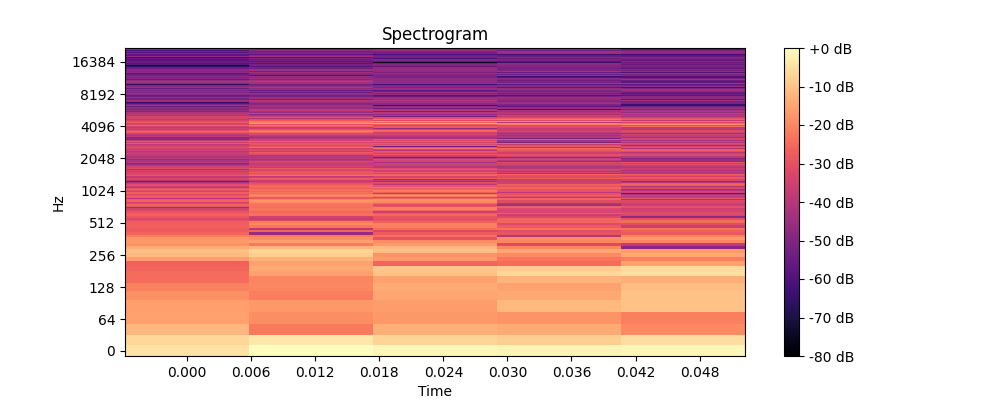 Spectrogram
Hz
16384
8192
4096
2048
1024
512
256
128
64
0
0.000 0.006 0.012 0.018 0.024 0.030 0.036 0.042 0.048
Time
+0 dB
-10 dB
-20 dB
-30 dB
-40 dB
-50 dB
-60 dB
-70 dB
-80 dB